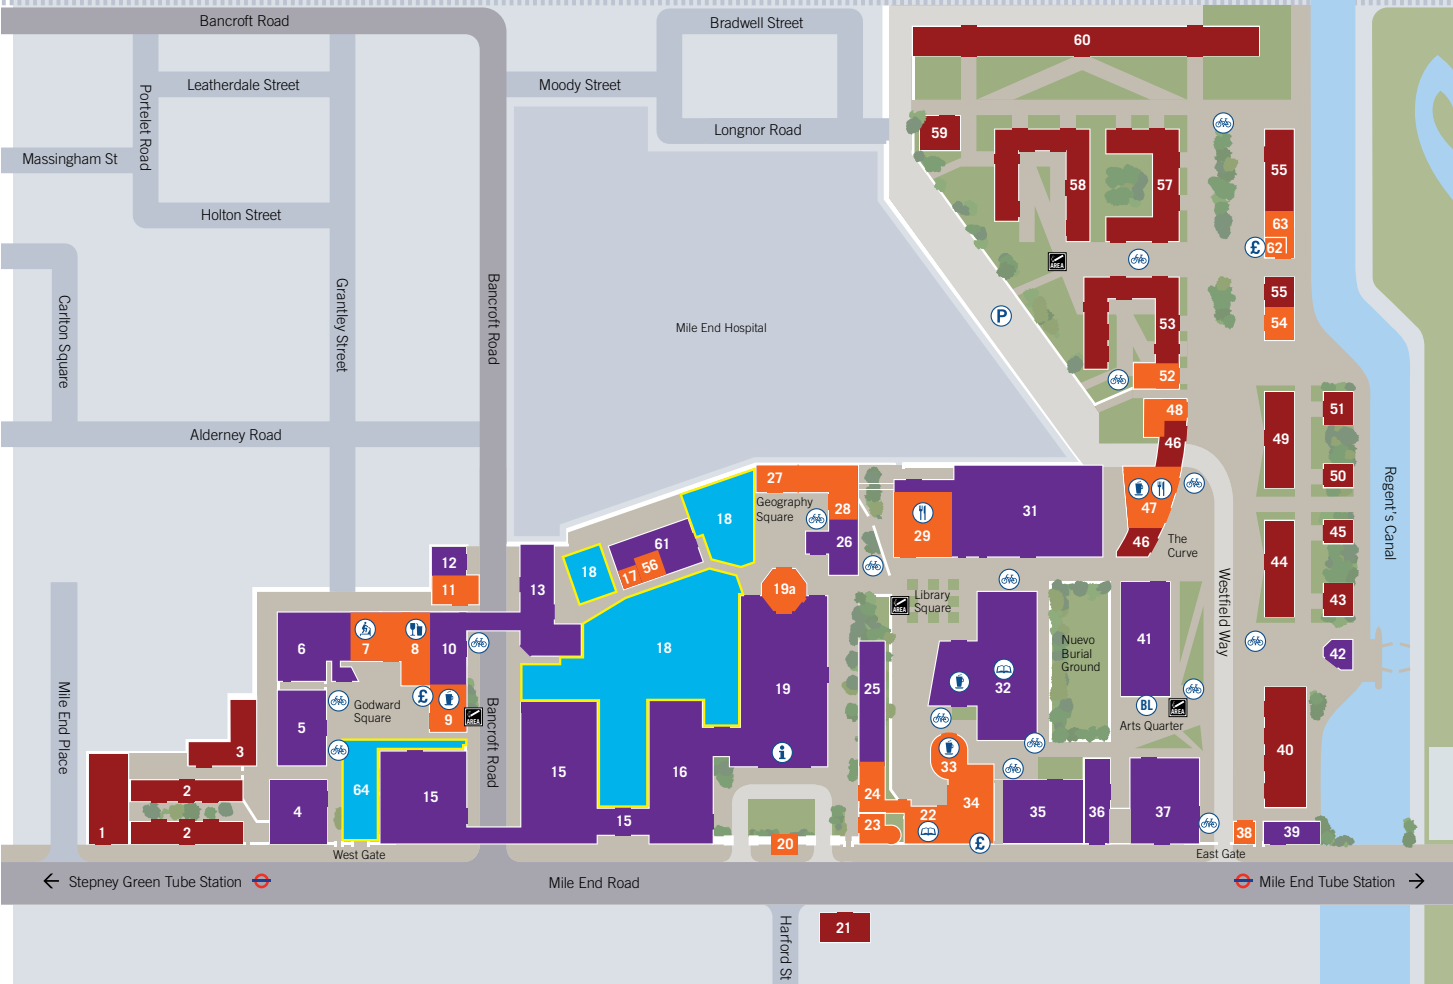 Bancroft Road
Bradwell Street
60
Leatherdale Street
Moody Street
Portelet Road
Longnor Road
59
Massingham St
55
58
57
Holton Street
63
£
62
AREA
Carlton Square
Grantley Street
Bancroft Road
55
P
Mile End Hospital
53
54
52
51
48
Alderney Road
49
46
50
Regent's Canal
27
Geography
Square
28
18
47
31
29
45
26
46
The
Curve
61
12
56
17
18
44
11
13
19a
Library
Square
AREA
43
Westfield Way
6
7
8
10
18
41
Nuevo
Burial
Ground
42
19
25
32
£
Godward
Square
9
AREA
BL
AREA
Arts Quarter
Mile End Place
5
3
Bancroft Road
i
40
33
15
16
64
2
15
24
34
1
4
35
36
37
22
15
23
2
38
39
20
£
West Gate
East Gate
Stepney Green Tube Station
Mile End Road
Mile End Tube Station
Harford St
21